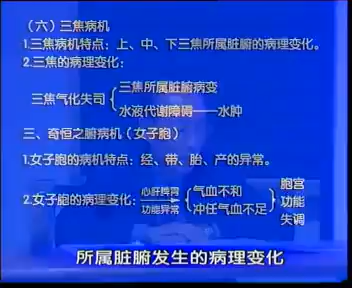 （六）三焦病机
1.三焦病机特点：上、中、下三焦所属脏腑的病理变化。
2.三焦的病理变化：
三焦气化失司
三焦所属脏腑病变
水液代谢障碍——水肿
三、奇恒之腑病机（女子胞）
1.女子胞的病机特点：经、带、胎、产的异常。
2.女子胞的病理变化：
心肝脾肾
功能异常
气血不和
冲任气血不足
胞宫
功能
失调
所属脏腑发生的病理变化